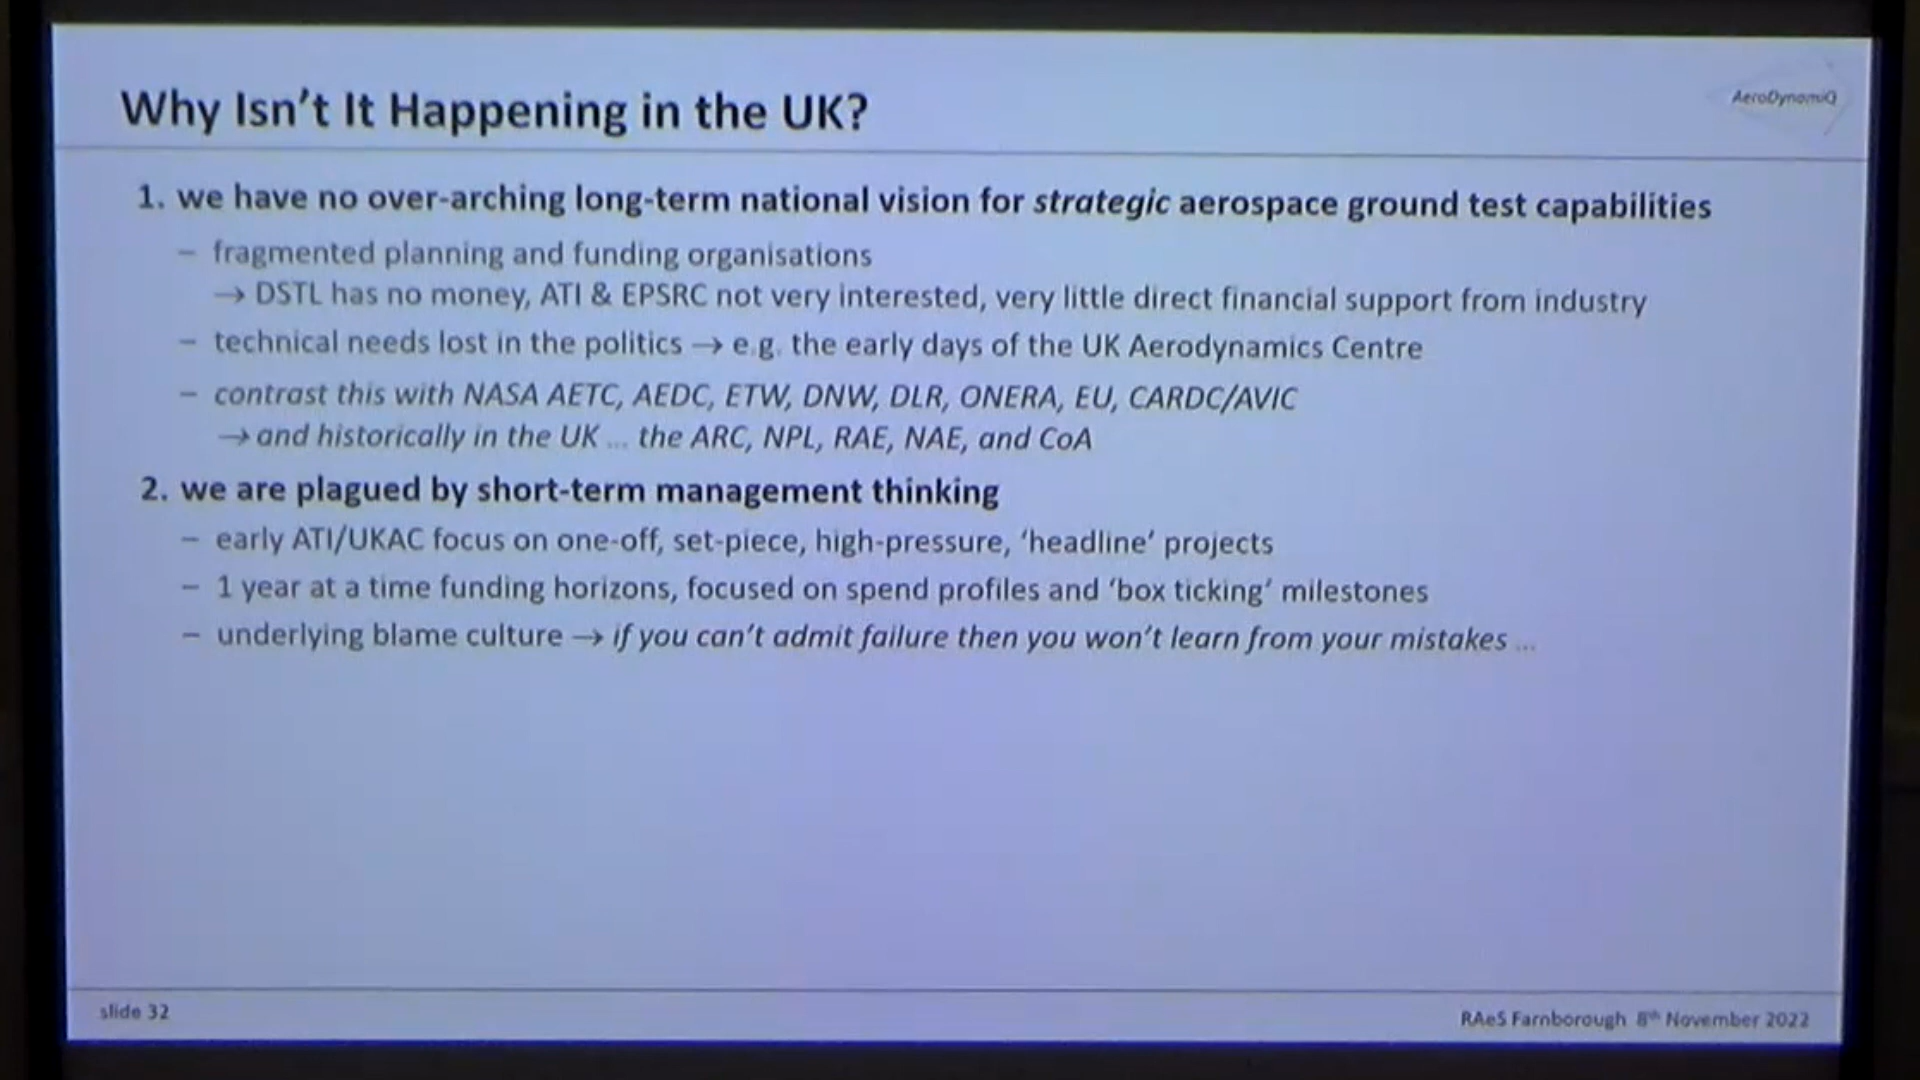 Why Isn't It Happening in the UK?
AeroDynamiQ
1. we have no over-arching long-term national vision for strategic aerospace ground test capabilities
– fragmented planning and funding organisations
→ DSTL has no money, ATI & EPSRC not very interested, very little direct financial support from industry
– technical needs lost in the politics → e.g. the early days of the UK Aerodynamics Centre
– contrast this with NASA AETC, AEDC, ETW, DNW, DLR, ONERA, EU, CARDC/AVIC
→ and historically in the UK ... the ARC, NPL, RAE, NAE, and CoA
2. we are plagued by short-term management thinking
– early ATI/UKAC focus on one-off, set-piece, high-pressure, 'headline' projects
– 1 year at a time funding horizons, focused on spend profiles and 'box ticking' milestones
– underlying blame culture → if you can't admit failure then you won't learn from your mistakes ...
slide 32
RAeS Farnborough 8th November 2022